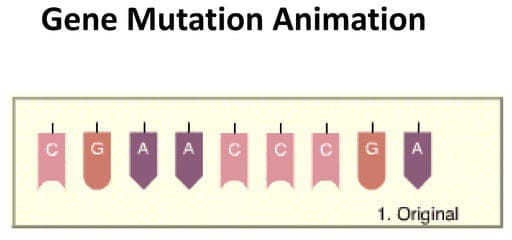 Gene Mutation Animation
C G A A C C C G A
1. Original